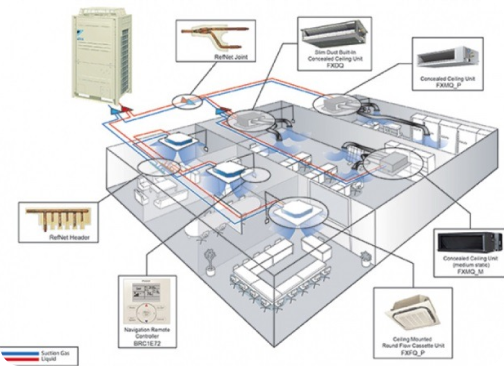 RefNet Joint
Slim Duct Built-in
Concealed Ceiling Unit
FXDQ
Concealed Ceiling Unit
FXMQ_P
RefNet Header
Navigation Remote
Controller
BRC1E72
Concealed Ceiling Unit
(medium static)
FXMQ_M
Ceiling Mounted
Round Flow Cassette Unit
FXFQ_P
Suction Gas
Liquid